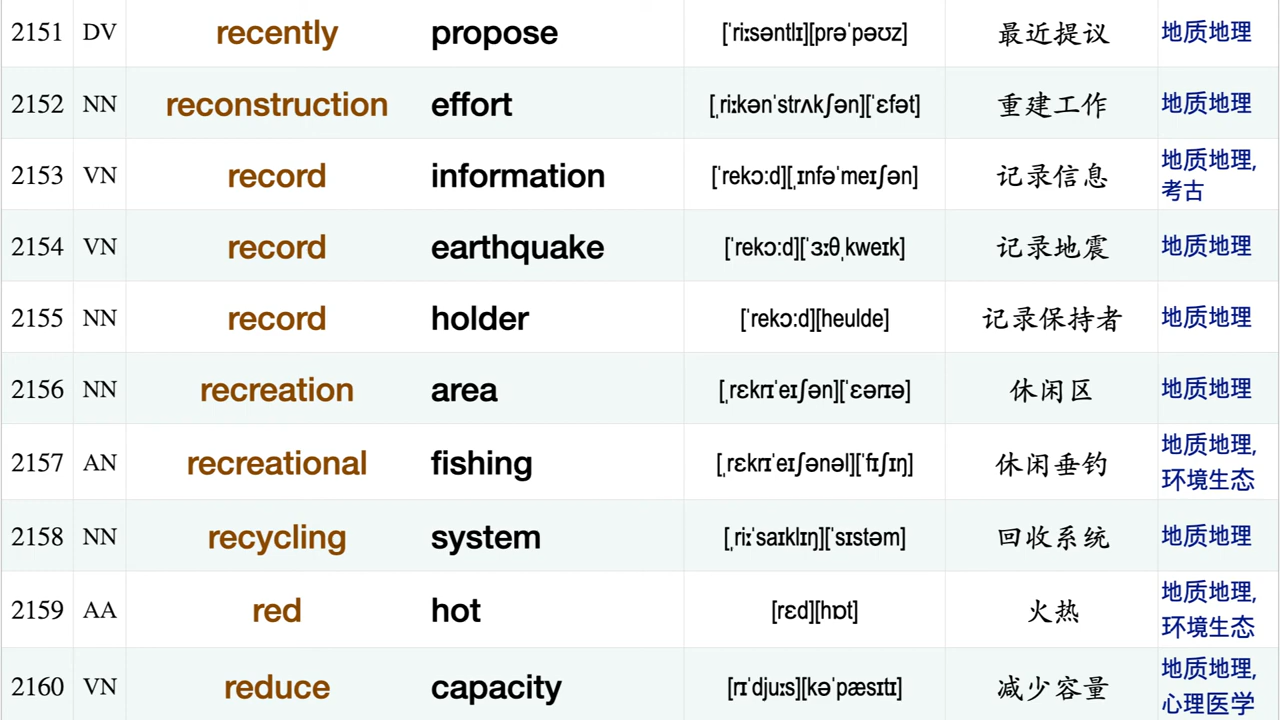 2151 DV recently propose [ˈriːsəntlɪ][prəˈpəʊz] 最近提议 地质地理
2152 NN reconstruction effort [ˌriːkənˈstrʌkʃən][ˈɛfət] 重建工作 地质地理
2153 VN record information [ˈrekɔːd][ˌɪnfəˈmeɪʃən] 记录信息 地质地理,
考古
2154 VN record earthquake [ˈrekɔːd][ˈɜːθˌkweɪk] 记录地震 地质地理
2155 NN record holder [ˈrekɔːd][heulde] 记录保持者 地质地理
2156 NN recreation area [ˌrɛkrɪˈeɪʃən][ˈɛərɪə] 休闲区 地质地理
2157 AN recreational fishing [ˌrɛkrɪˈeɪʃənəl][ˈfɪʃɪŋ] 休闲垂钓 地质地理,
环境生态
2158 NN recycling system [ˌriːˈsaɪklɪŋ][ˈsɪstəm] 回收系统 地质地理
2159 AA red hot [rɛd][hɒt] 火热 地质地理,
环境生态
2160 VN reduce capacity [rɪˈdjuːs][kəˈpæsɪtɪ] 减少容量 地质地理,
心理医学